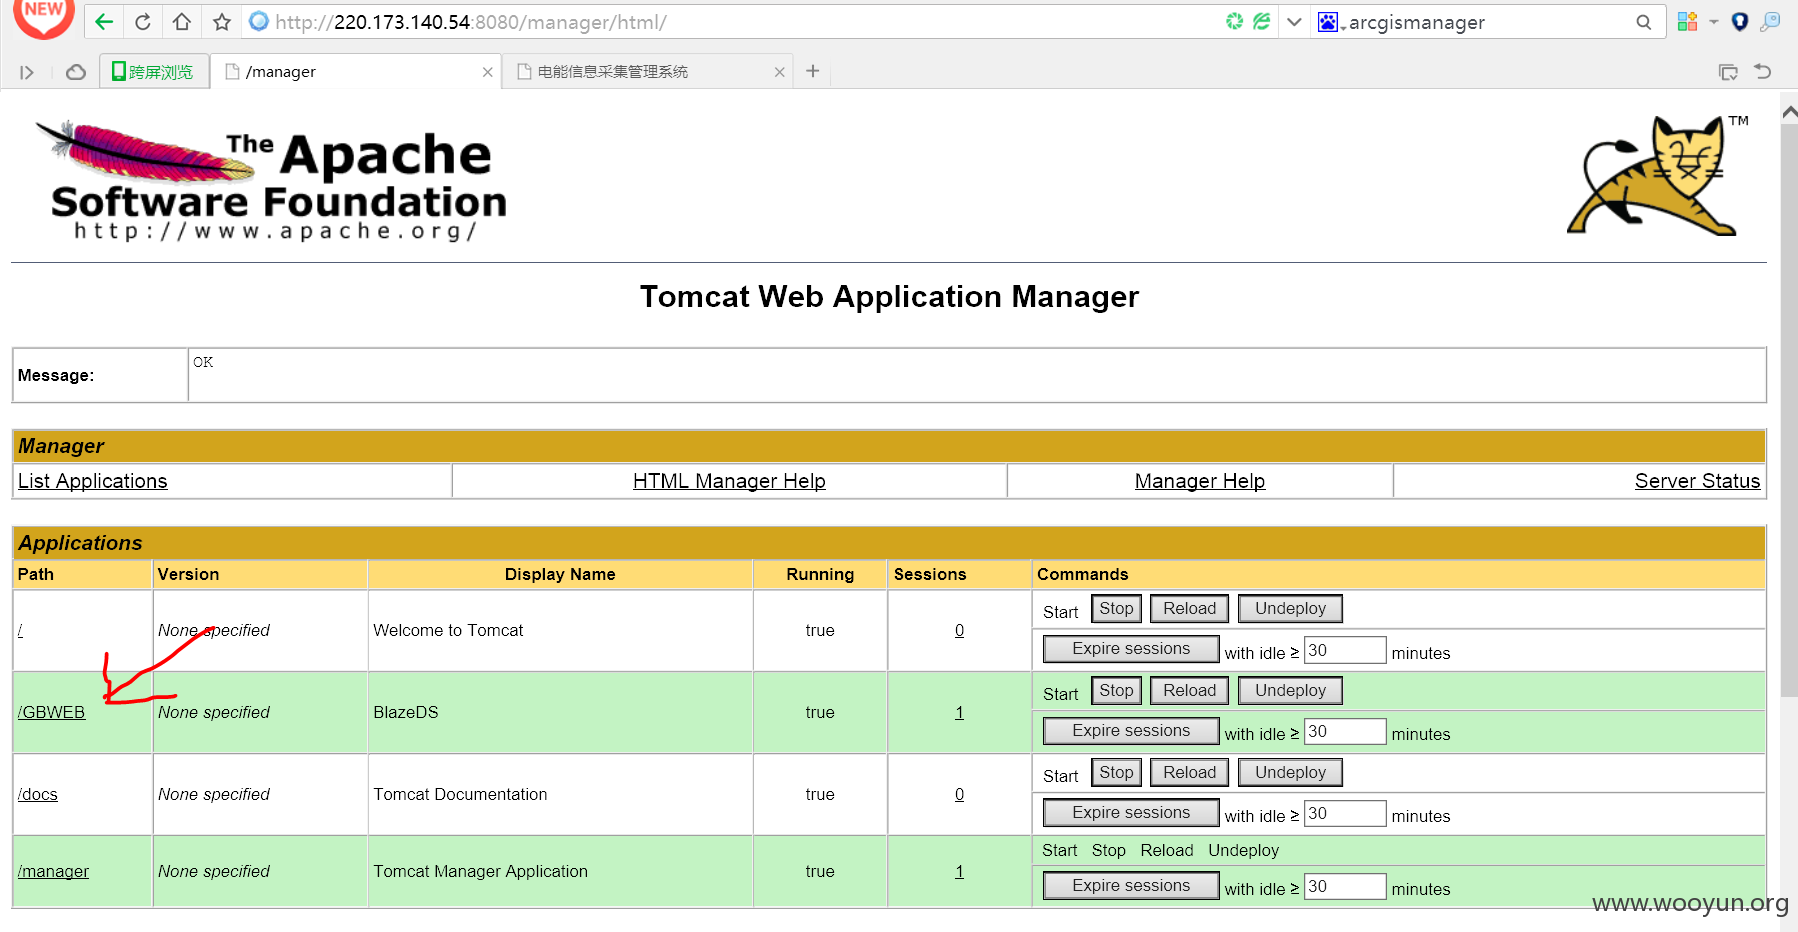 NEW
http://220.173.140.54:8080/manager/html/
arcgismanager
跨屏浏览
/manager
电能信息采集管理系统
The Apache
Software Foundation
http://www.apache.org/
TM
Tomcat Web Application Manager
Message:
OK
Manager
List Applications
HTML Manager Help
Manager Help
Server Status
Applications
Path Version Display Name Running Sessions Commands
/ None specified Welcome to Tomcat true 0
Start Stop Reload Undeploy
Expire sessions with idle ≥ 30 minutes
/GBWEB None specified BlazeDS true 1
Start Stop Reload Undeploy
Expire sessions with idle ≥ 30 minutes
/docs None specified Tomcat Documentation true 0
Start Stop Reload Undeploy
Expire sessions with idle ≥ 30 minutes
/manager None specified Tomcat Manager Application true 1
Start Stop Reload Undeploy
Expire sessions with idle ≥ 30 minutes
www.wooyun.org